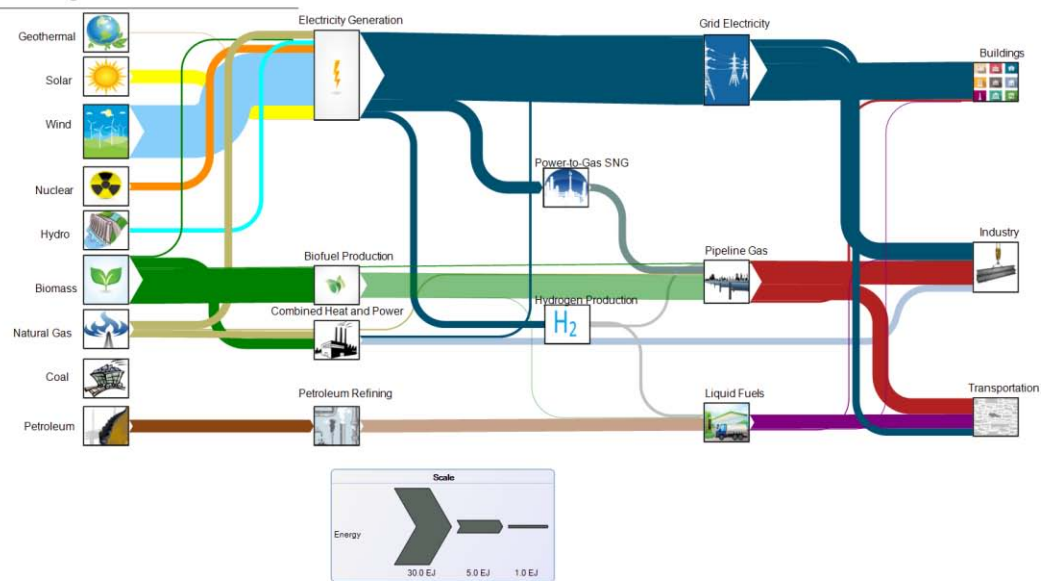 Electricity Generation
Grid Electricity
Geothermal
Buildings
Solar
Wind
Power-to-Gas SNG
Nuclear
Hydro
Industry
Biofuel Production
Pipeline Gas
Biomass
Hydrogen Production
H2
Combined Heat and Power
Natural Gas
Coal
Petroleum Refining
Liquid Fuels
Transportation
Petroleum
Scale
Energy
30.0 EJ 5.0 EJ 1.0 EJ